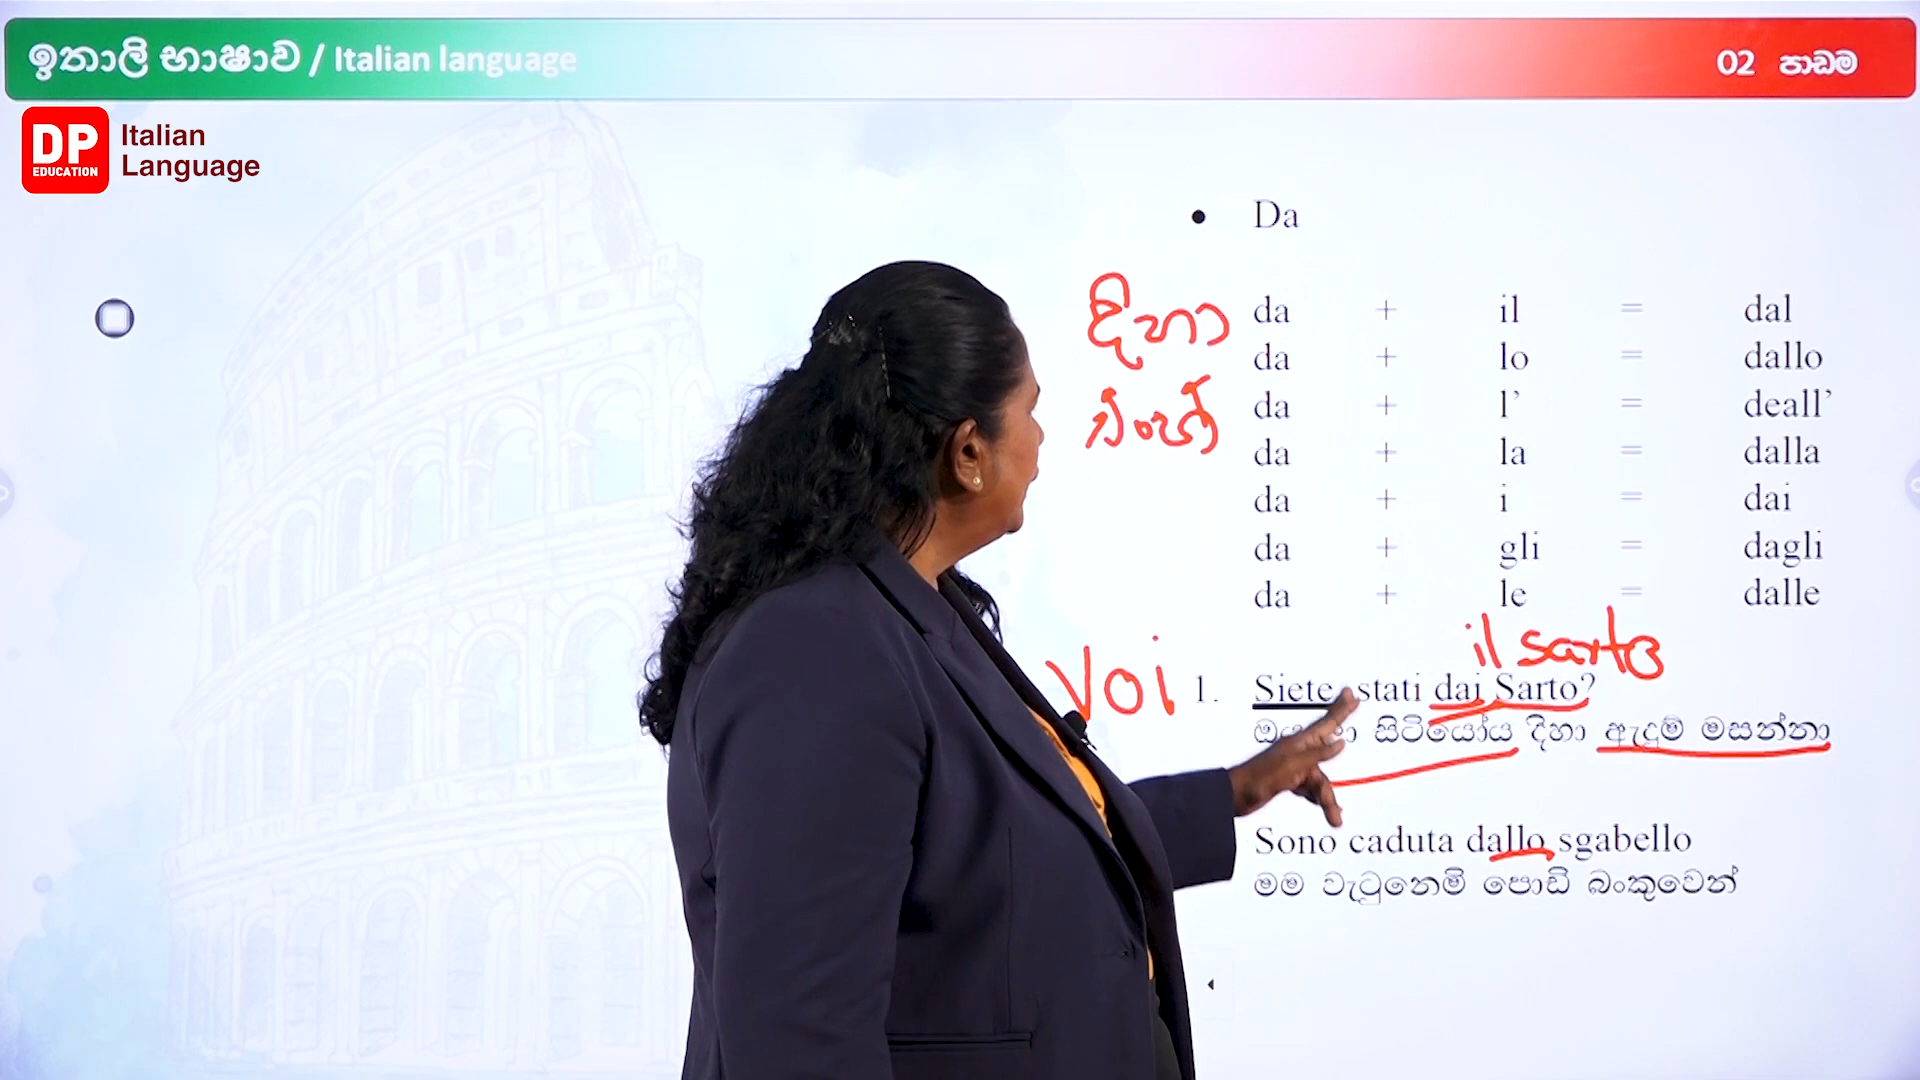 ඉතාලි භාෂාව / Italian language
02 පාඩම
DP
EDUCATION
Italian
Language
• Da
දිහා
da + il = dal
da + lo = dallo
da + l’ = deall’
da + la = dalla
da + i = dai
da + gli = dagli
da + le = dalle
il sarto
voi
1. Siete stati dai Sarto?
සිටියෝය දිහා ඇදුම් මසන්නා
Sono caduta dallo sgabello
මම වැටුනෙමි පොඩි බංකුවෙන්